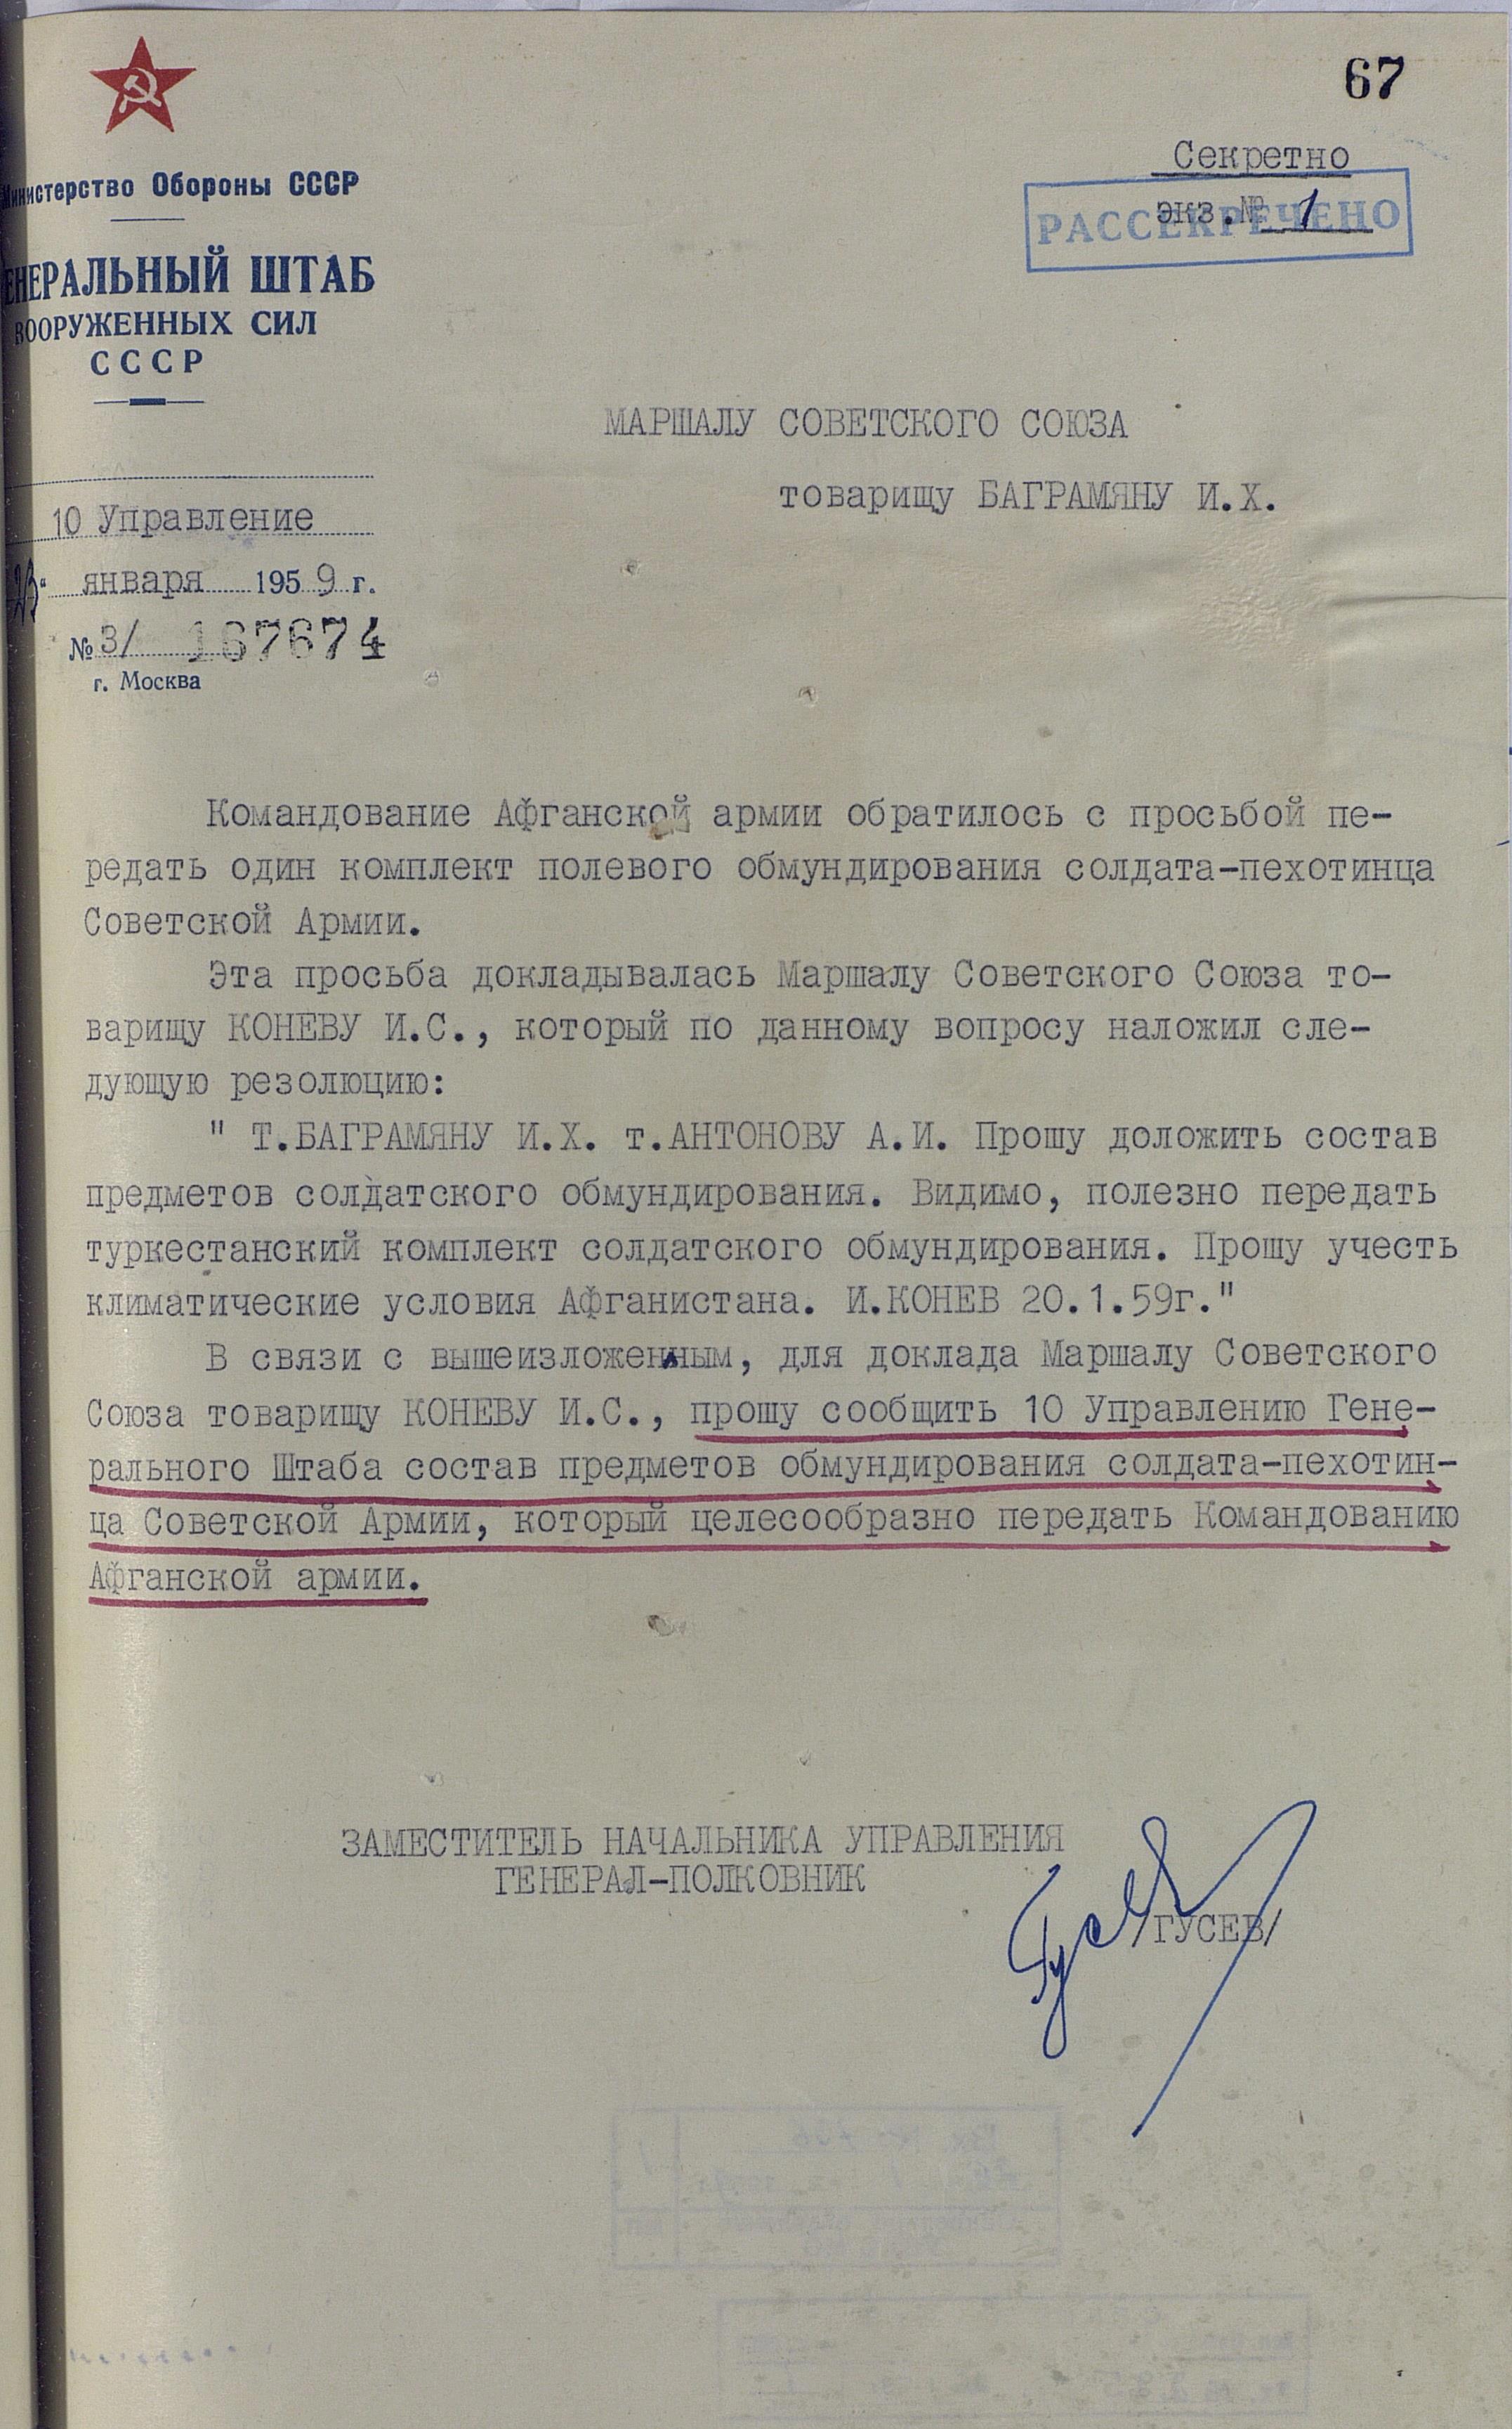 67
Секретно
экз.№ 1
РАССЕКРЕЧЕНО
Министерство Обороны СССР
ГЕНЕРАЛЬНЫЙ ШТАБ
ВООРУЖЕННЫХ СИЛ
СССР
10 Управление
"23" января 1959 г.
№ 3/ 167674
г. Москва
МАРШАЛУ СОВЕТСКОГО СОЮЗА
товарищу БАГРАМЯНУ И.Х.
Командование Афганской армии обратилось с просьбой пе-
редать один комплект полевого обмундирования солдата-пехотинца
Советской Армии.
Эта просьба докладывалась Маршалу Советского Союза то-
варищу КОНЕВУ И.С., который по данному вопросу наложил сле-
дующую резолюцию:
" Т.БАГРАМЯНУ И.Х. т.АНТОНОВУ А.И. Прошу доложить состав
предметов солдатского обмундирования. Видимо, полезно передать
туркестанский комплект солдатского обмундирования. Прошу учесть
климатические условия Афганистана. И.КОНЕВ 20.1.59г."
В связи с вышеизложенным, для доклада Маршалу Советского
Союза товарищу КОНЕВУ И.С., прошу сообщить 10 Управлению Гене-
рального Штаба состав предметов обмундирования солдата-пехотин-
ца Советской Армии, который целесообразно передать Командованию
Афганской армии.
ЗАМЕСТИТЕЛЬ НАЧАЛЬНИКА УПРАВЛЕНИЯ
ГЕНЕРАЛ-ПОЛКОВНИК
/ГУСЕВ/